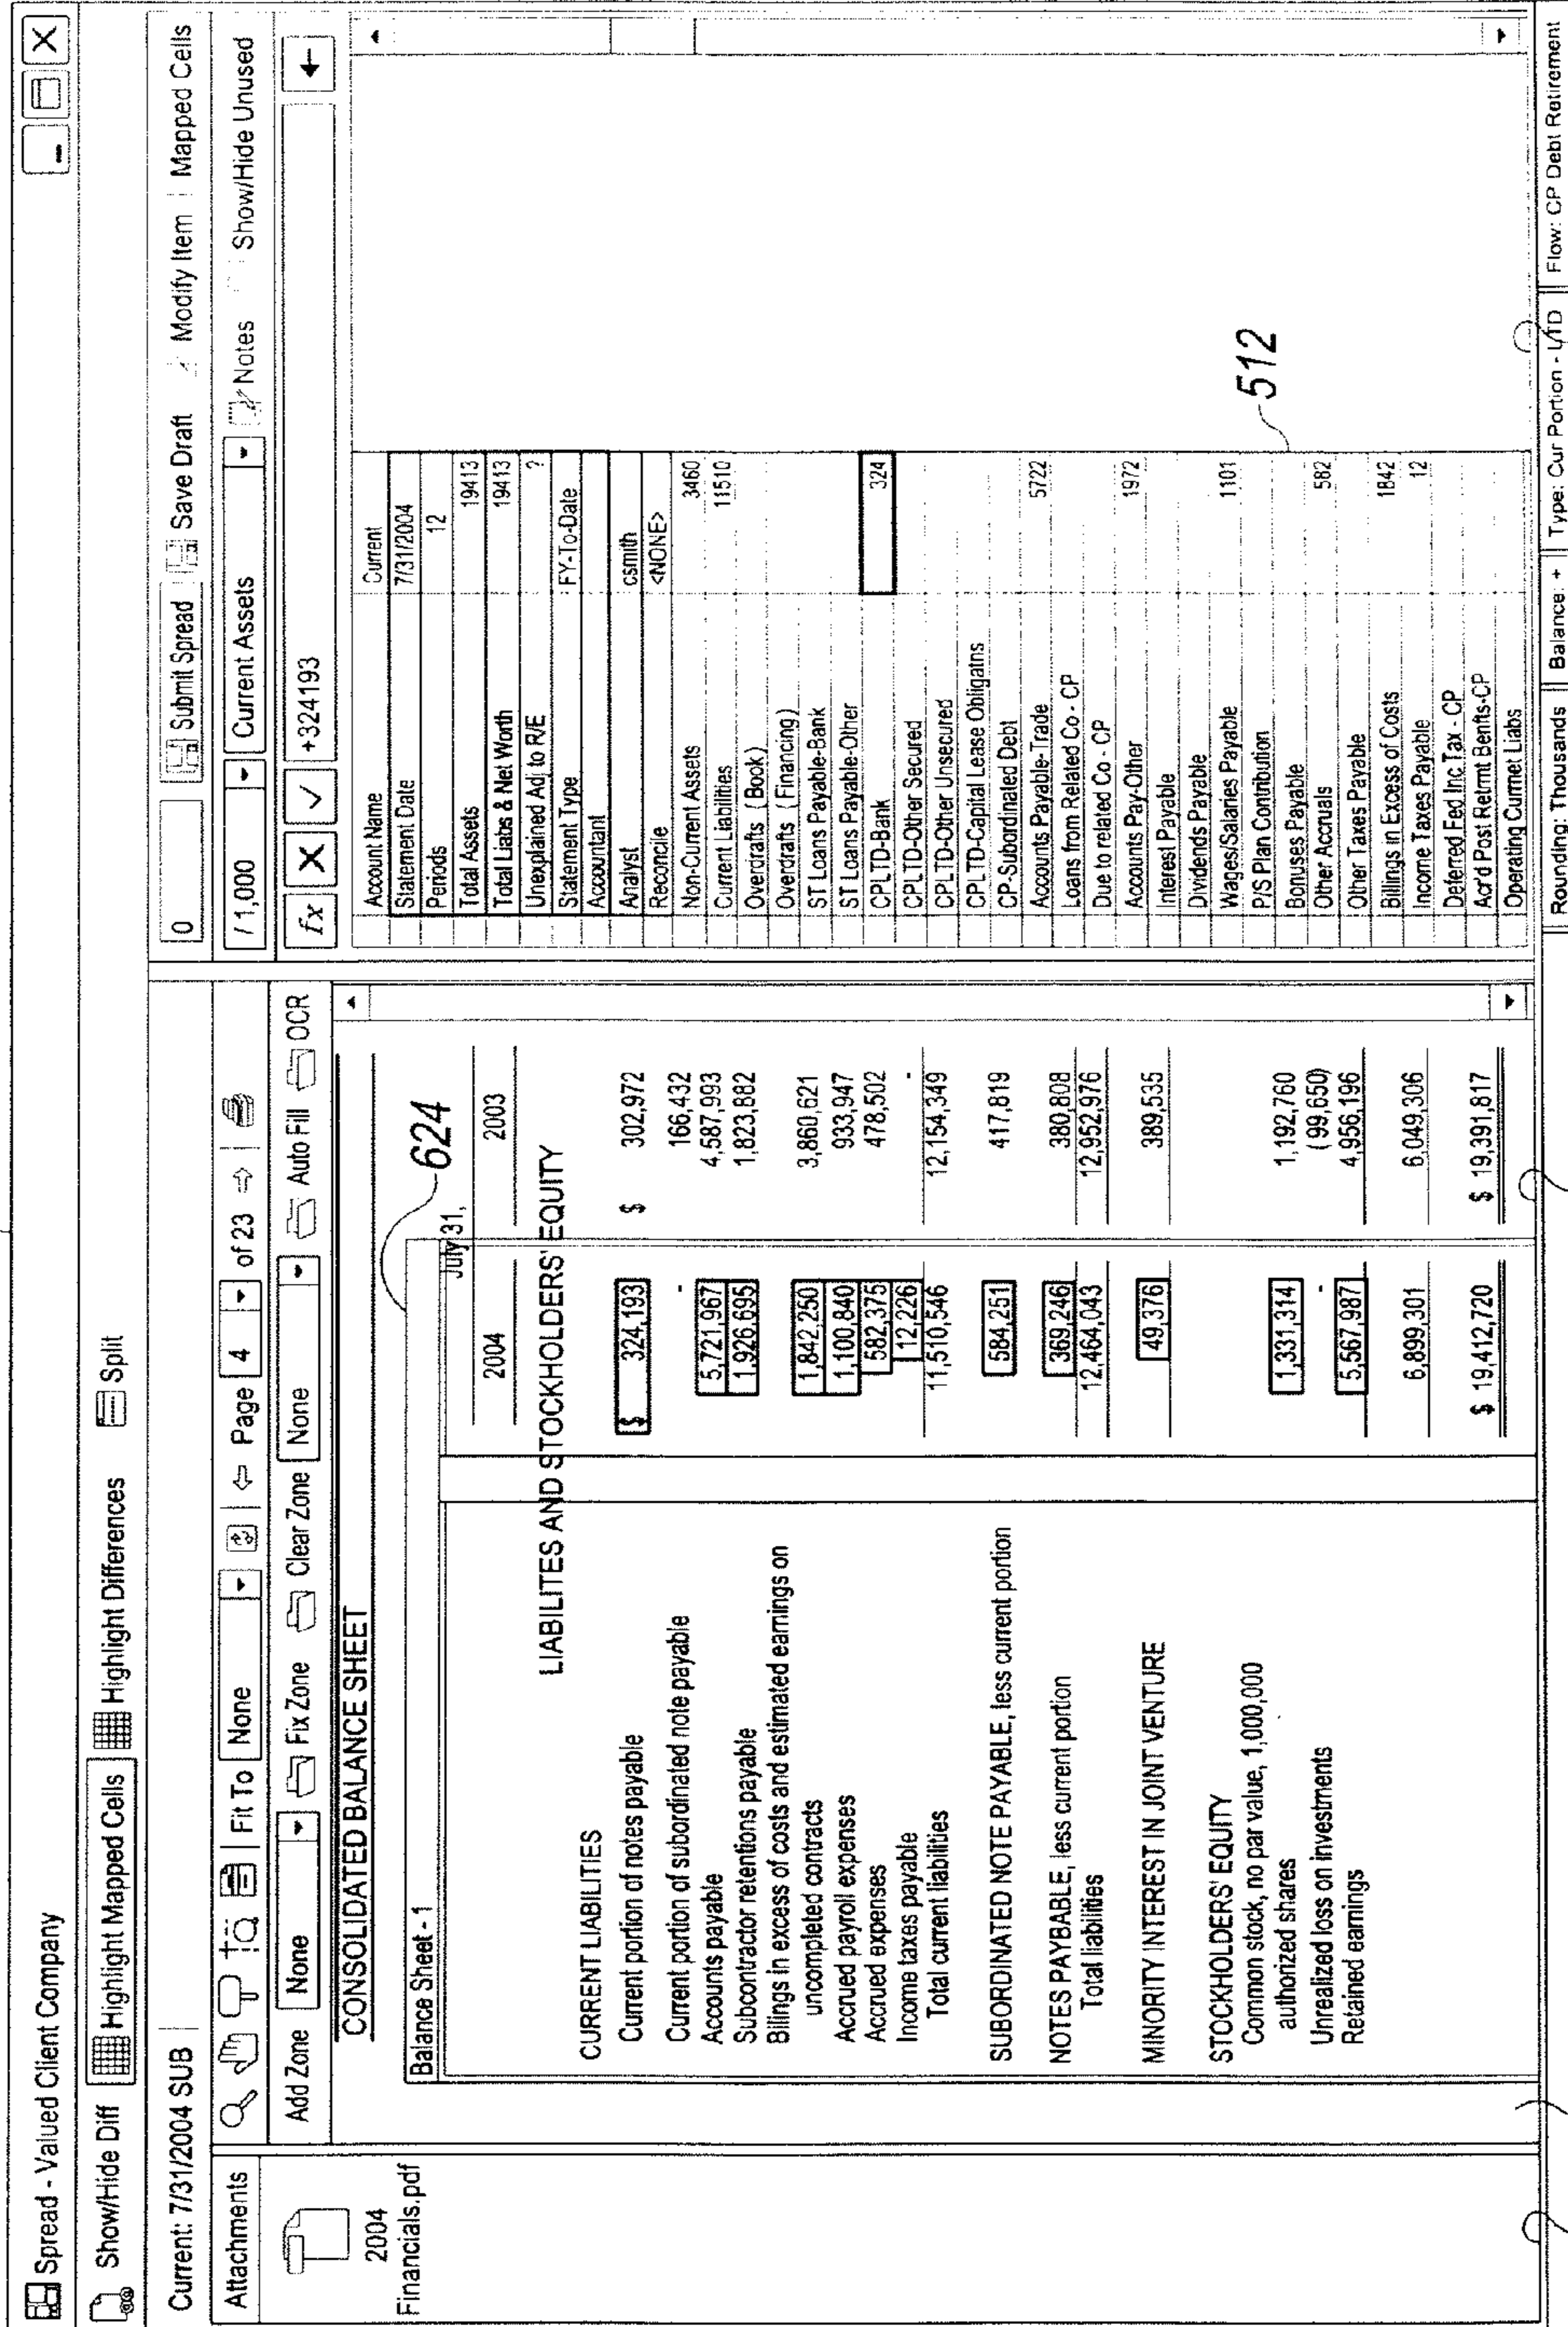 Spread - Valued Client Company
Show/Hide Diff Highlight Mapped Cells Highlight Differences Split
Current: 7/31/2004 SUB
0 Submit Spread Save Draft Modify Item Mapped Cells
Attachments
Fit To None Page 4 of 23
/ 1,000 Current Assets Notes Show/Hide Unused
Add Zone None Fix Zone Clear Zone None Auto Fill OCR
fx X ✓ +324193
2004
Financials.pdf
CONSOLIDATED BALANCE SHEET
624
Balance Sheet - 1
July 31,
2004 2003
LIABILITES AND STOCKHOLDERS' EQUITY
CURRENT LIABILITIES
Current portion of notes payable $ 324,193 $ 302,972
Current portion of subordinated note payable - 166,432
Accounts payable 5,721,967 4,587,993
Subcontractor retentions payable 1,926,695 1,823,882
Bilings in excess of costs and estimated earnings on
uncompleted contracts 1,842,250 3,860,621
Accrued payroll expenses 1,100,840 933,947
Accrued expenses 582,375 478,502
Income taxes payable 12,226 -
Total current liabilities 11,510,546 12,154,349
SUBORDINATED NOTE PAYABLE, less current portion 584,251 417,819
NOTES PAYBABLE, less current portion 369,246 380,808
Total liabilities 12,464,043 12,952,976
MINORITY INTEREST IN JOINT VENTURE 49,376 389,535
STOCKHOLDERS' EQUITY
Common stock, no par value, 1,000,000
authorized shares 1,331,314 1,192,760
Unrealized loss on investments - (99,650)
Retained earnings 5,567,987 4,956,196
6,899,301 6,049,306
$ 19,412,720 $ 19,391,817
Account Name Current
Statement Date 7/31/2004
Periods 12
Total Assets 19413
Total Liabs & Net Worth 19413
Unexplained Adj to R/E ?
Statement Type FY-To-Date
Accountant
Analyst csmith
Reconcile <NONE>
Non-Current Assets 3460
Current Liabilities 11510
Overdrafts (Book)
Overdrafts (Financing)
ST Loans Payable-Bank
ST Loans Payable-Other
CPLTD-Bank 324
CPLTD-Other Secured
CPLTD-Other Unsecured
CPLTD-Capital Lease Obligatns
CP-Subordinated Debt
Accounts Payable-Trade 5722
Loans from Related Co - CP
Due to related Co - CP
Accounts Pay-Other 1972
Interest Payable
Dividends Payable
Wages/Salaries Payable 1101
P/S Plan Contribution
Bonuses Payable
Other Accruals 582
Other Taxes Payable
Billings in Excess of Costs 1842
Income Taxes Payable 12
Deferred Fed Inc Tax - CP
Acr'd Post Retrmt Benfts-CP
Operating Curmet Liabs
512
Rounding: Thousands Balance: + Type: Cur Portion - LTD Flow: CP Debt Retirement